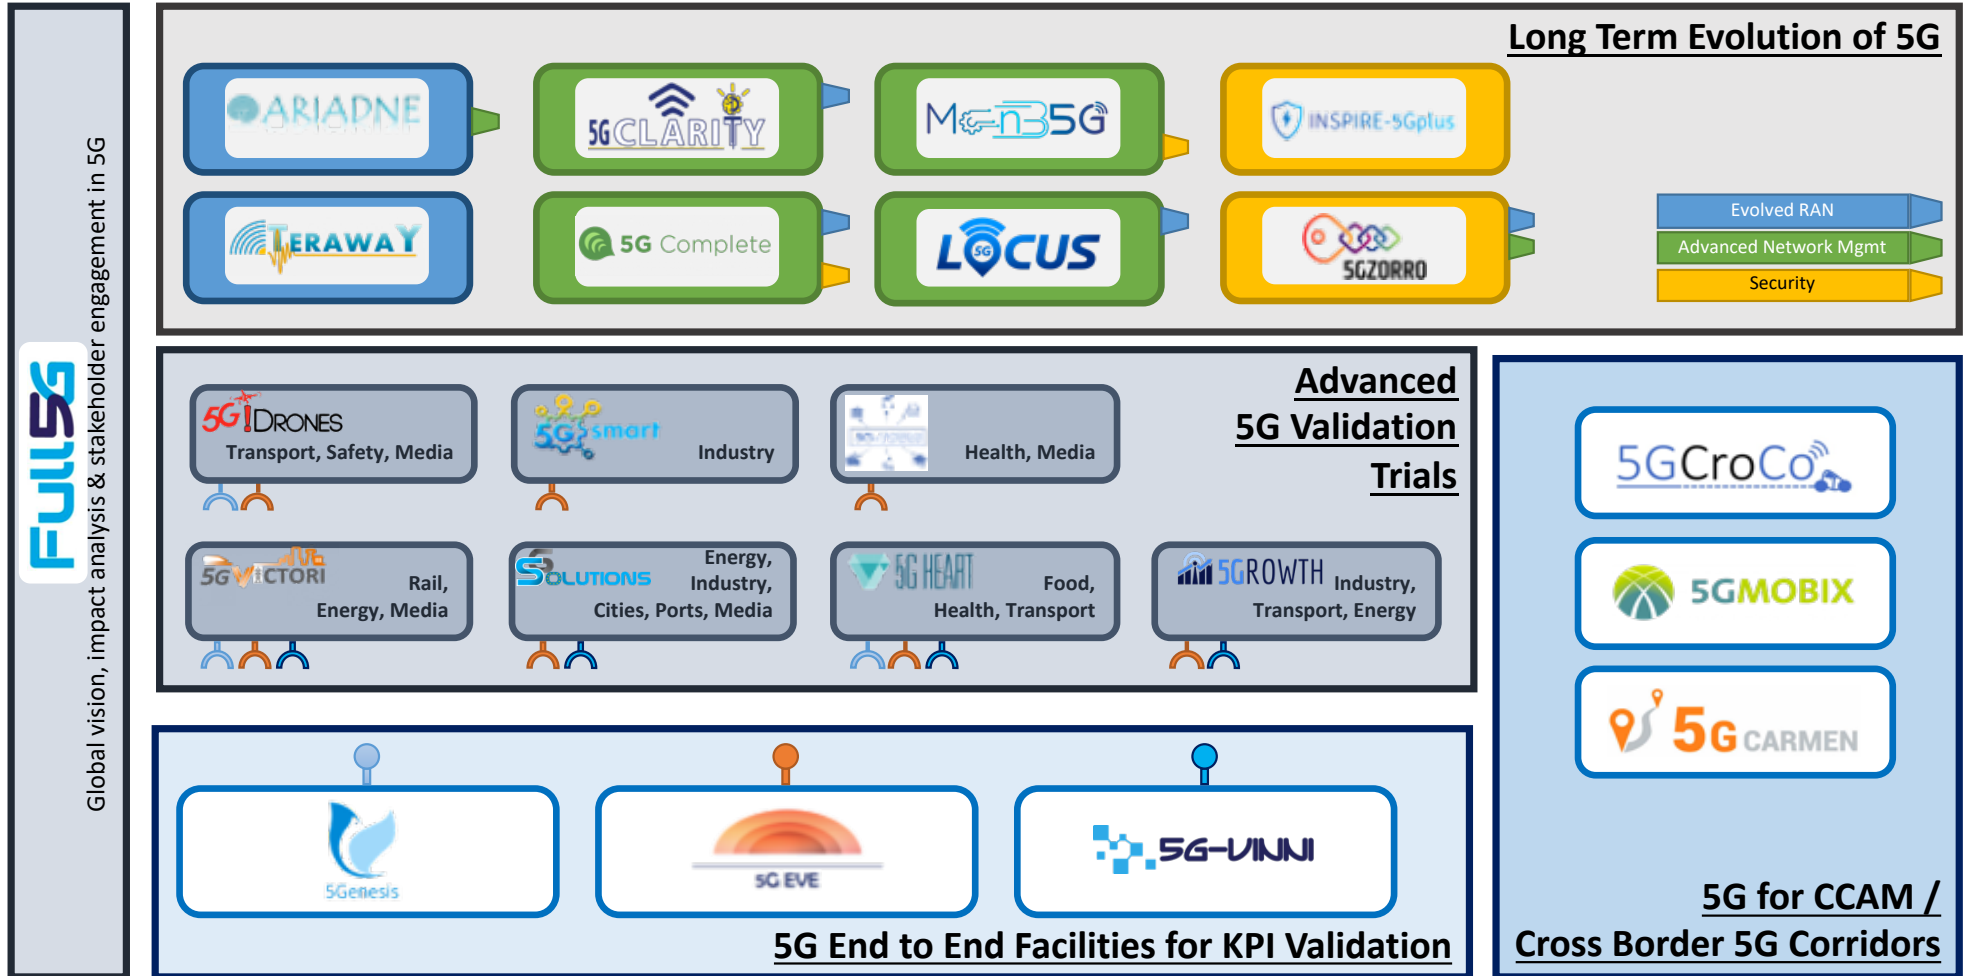 Global vision, impact analysis & stakeholder engagement in 5G
FULL5G
Long Term Evolution of 5G
ARIADNE
5G CLARITY
MonB5G
INSPIRE-5Gplus
TERAWAY
5G Complete
LOCUS
5G
5GZORRO
Evolved RAN
Advanced Network Mgmt
Security
Advanced
5G Validation
Trials
5G!DRONES
Transport, Safety, Media
5G smart
Industry
Health, Media
5G VICTORI
Rail,
Energy, Media
5G SOLUTIONS
Energy,
Industry,
Cities, Ports, Media
5G HEART
Food,
Health, Transport
5GROWTH
Industry,
Transport, Energy
5GCroCo
5GMOBIX
5G CARMEN
5G for CCAM /
Cross Border 5G Corridors
5Genesis
5G EVE
5G-VINNI
5G End to End Facilities for KPI Validation